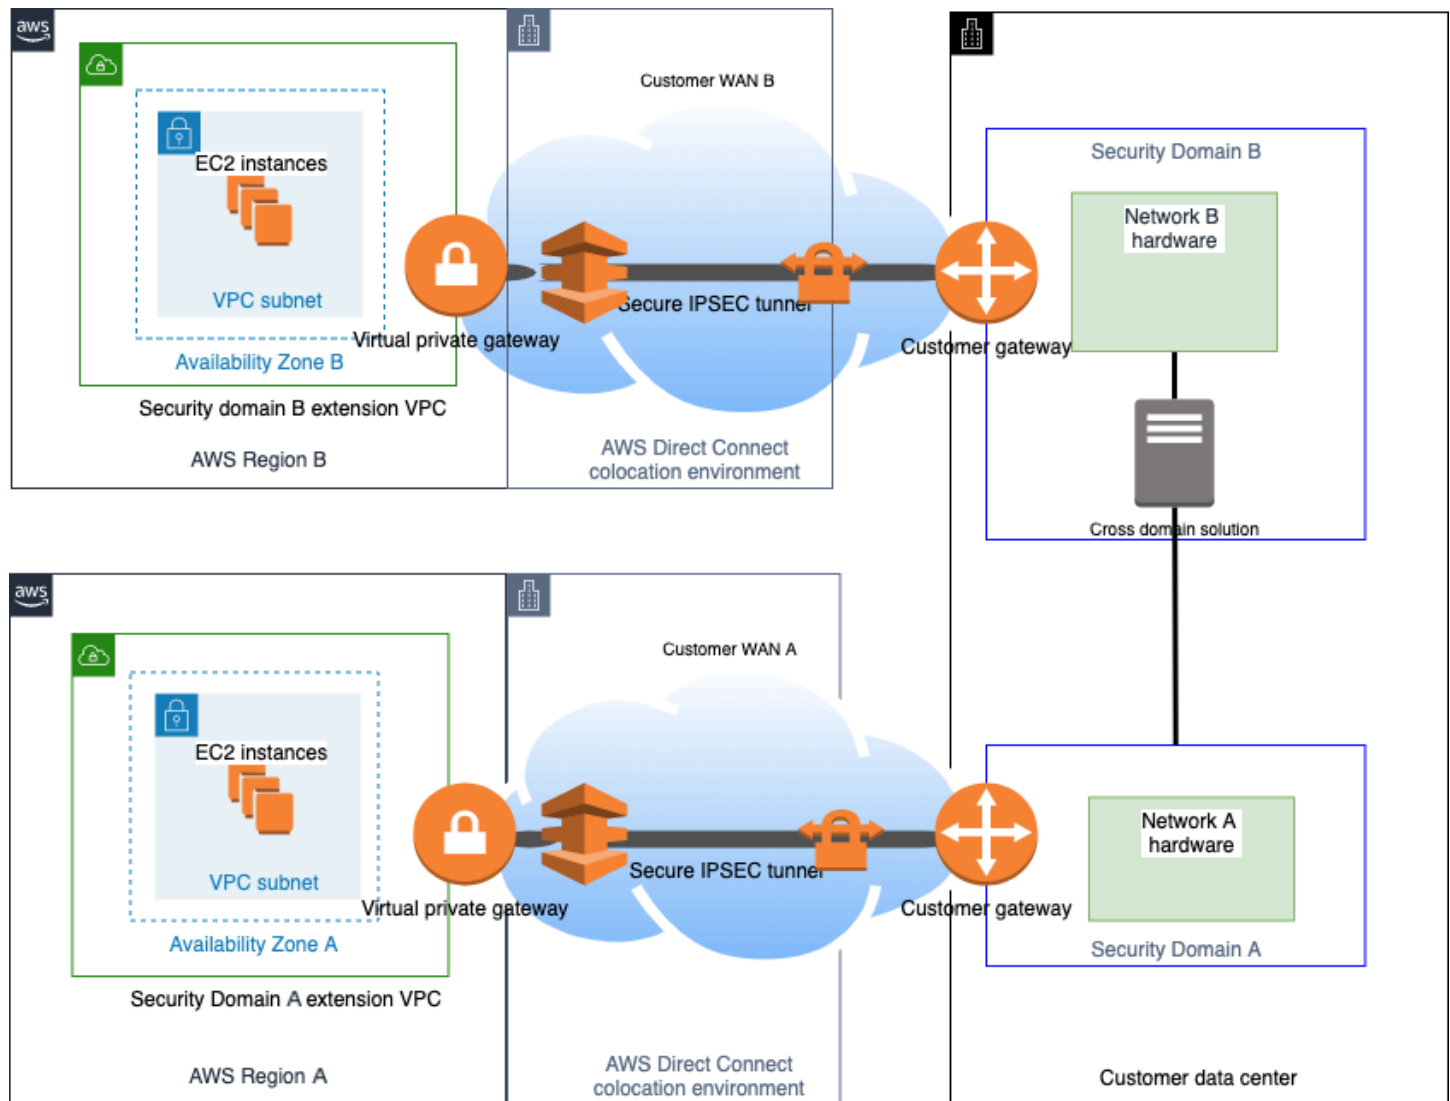 aws
Customer WAN B
EC2 instances
VPC subnet
Availability Zone B
Security domain B extension VPC
AWS Region B
Virtual private gateway
Secure IPSEC tunnel
AWS Direct Connect
colocation environment
Customer gateway
Security Domain B
Network B
hardware
Cross domain solution
aws
Customer WAN A
EC2 instances
VPC subnet
Availability Zone A
Security Domain A extension VPC
AWS Region A
Virtual private gateway
Secure IPSEC tunnel
AWS Direct Connect
colocation environment
Customer gateway
Network A
hardware
Security Domain A
Customer data center